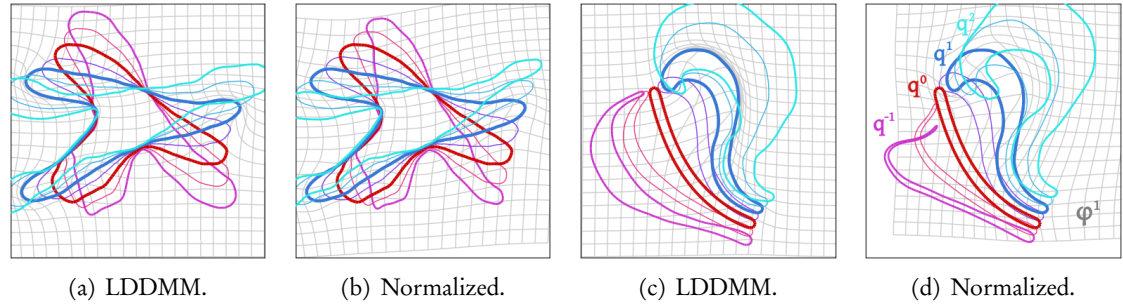 q²
q¹
q⁰
q⁻¹
φ¹
(a) LDDMM.
(b) Normalized.
(c) LDDMM.
(d) Normalized.